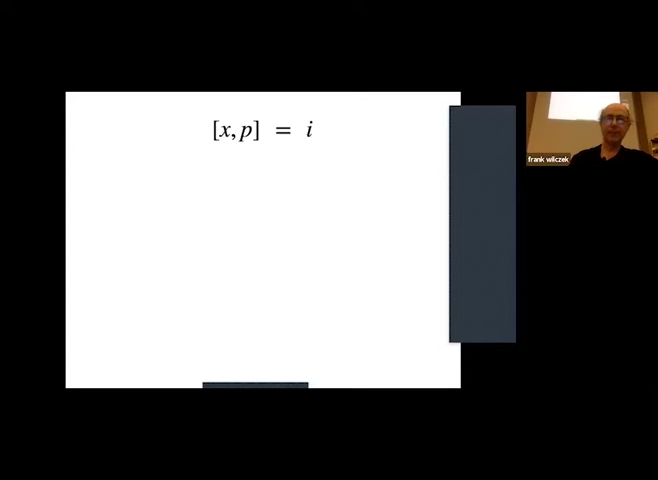 [x, p] = i
frank wilczek